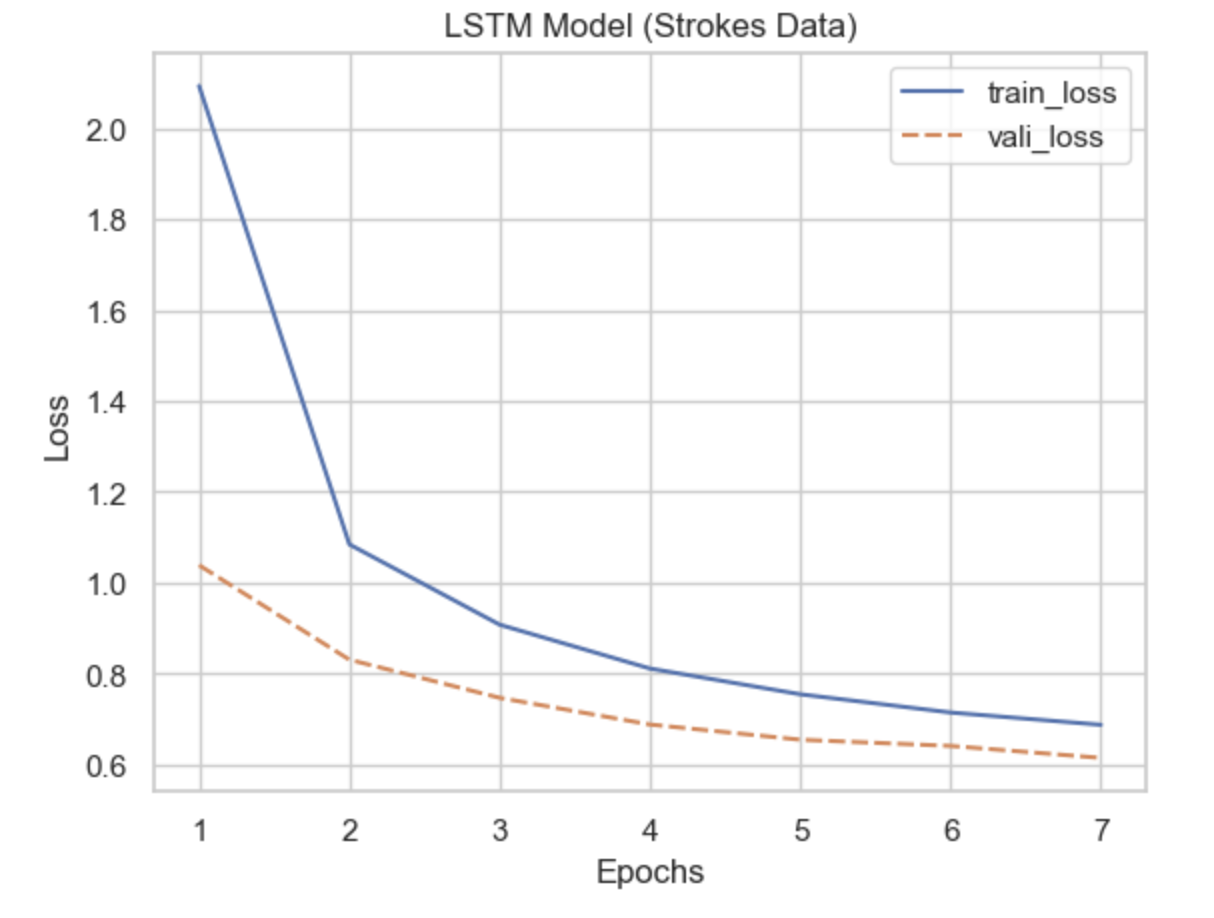 LSTM Model (Strokes Data)
train_loss
vali_loss
2.0
1.8
1.6
1.4
1.2
1.0
0.8
0.6
Loss
1 2 3 4 5 6 7
Epochs